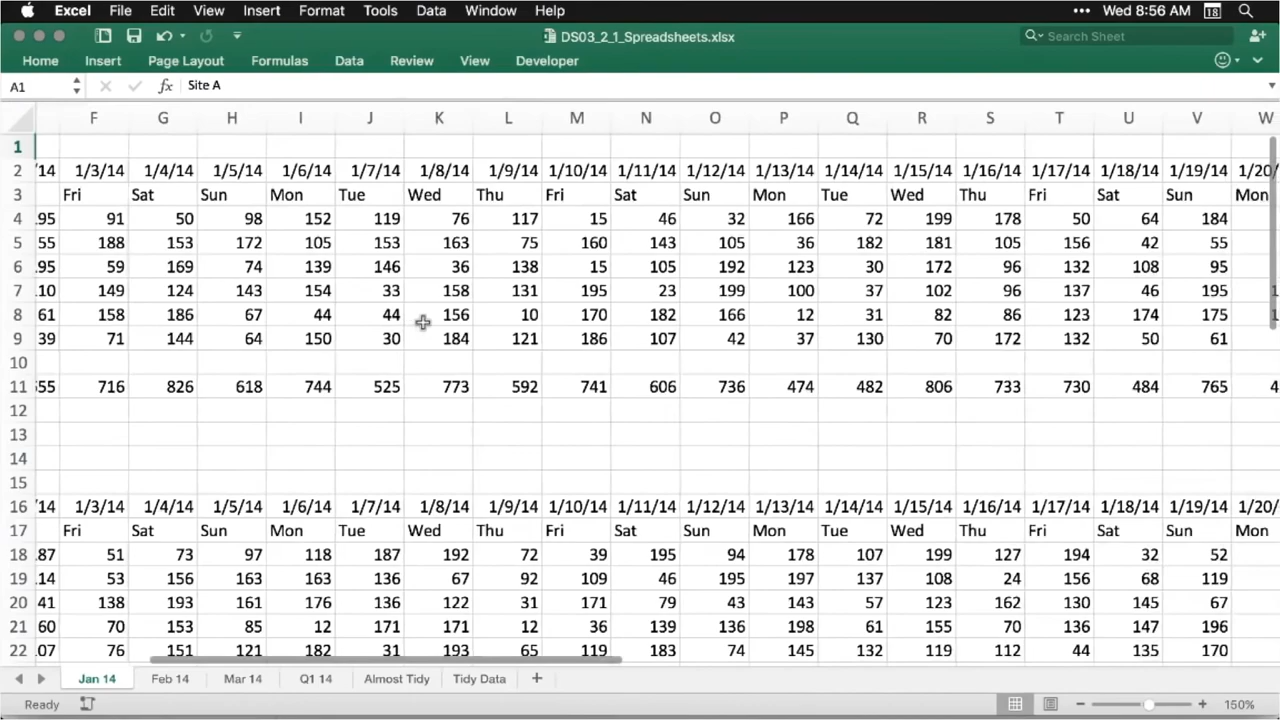 Excel File Edit View Insert Format Tools Data Window Help ••• Wed 8:56 AM 18
DS03_2_1_Spreadsheets.xlsx Search Sheet
Home Insert Page Layout Formulas Data Review View Developer
A1 fx Site A
F G H I J K L M N O P Q R S T U V W
1
2 /14 1/3/14 1/4/14 1/5/14 1/6/14 1/7/14 1/8/14 1/9/14 1/10/14 1/11/14 1/12/14 1/13/14 1/14/14 1/15/14 1/16/14 1/17/14 1/18/14 1/19/14 1/20/
3 Fri Sat Sun Mon Tue Wed Thu Fri Sat Sun Mon Tue Wed Thu Fri Sat Sun Mon
4 95 91 50 98 152 119 76 117 15 46 32 166 72 199 178 50 64 184
5 55 188 153 172 105 153 163 75 160 143 105 36 182 181 105 156 42 55
6 95 59 169 74 139 146 36 138 15 105 192 123 30 172 96 132 108 95
7 10 149 124 143 154 33 158 131 195 23 199 100 37 102 96 137 46 195 1
8 61 158 186 67 44 44 156 10 170 182 166 12 31 82 86 123 174 175 1
9 39 71 144 64 150 30 184 121 186 107 42 37 130 70 172 132 50 61
10
11 55 716 826 618 744 525 773 592 741 606 736 474 482 806 733 730 484 765 4
12
13
14
15
16 /14 1/3/14 1/4/14 1/5/14 1/6/14 1/7/14 1/8/14 1/9/14 1/10/14 1/11/14 1/12/14 1/13/14 1/14/14 1/15/14 1/16/14 1/17/14 1/18/14 1/19/14 1/20/
17 Fri Sat Sun Mon Tue Wed Thu Fri Sat Sun Mon Tue Wed Thu Fri Sat Sun Mon
18 87 51 73 97 118 187 192 72 39 195 94 178 107 199 127 194 32 52
19 14 53 156 163 163 136 67 92 109 46 195 197 137 108 24 156 68 119
20 41 138 193 161 176 136 122 31 171 79 43 143 57 123 162 130 145 67
21 60 70 153 85 12 171 171 12 36 139 136 198 61 155 70 136 147 196
22 07 76 151 121 182 31 193 65 119 183 74 145 132 119 112 44 135 170
Jan 14 Feb 14 Mar 14 Q1 14 Almost Tidy Tidy Data +
Ready 150%